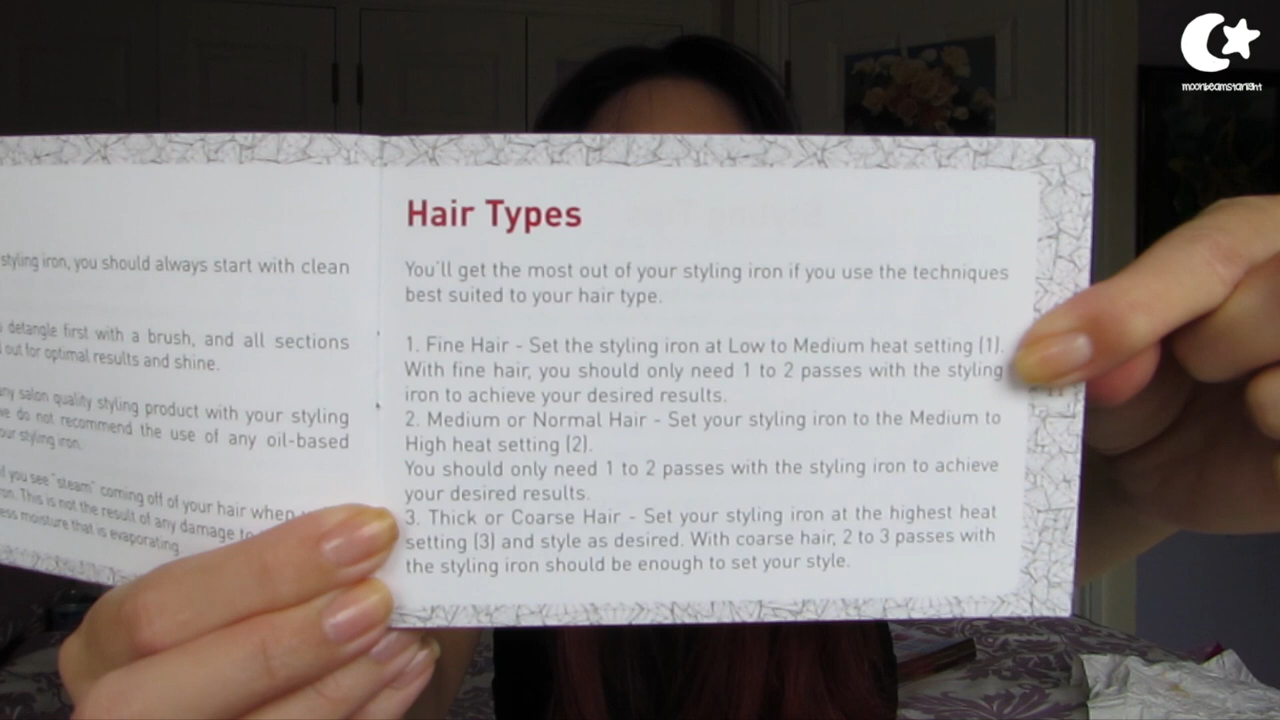 moonbeamstarlight
styling iron, you should always start with clean
detangle first with a brush, and all sections
out for optimal results and shine.
any salon quality styling product with your styling
we do not recommend the use of any oil-based
your styling iron.
if you see "steam" coming off of your hair when
iron. This is not the result of any damage to
moisture that is evaporating.
Hair Types
You'll get the most out of your styling iron if you use the techniques
best suited to your hair type.
1. Fine Hair - Set the styling iron at Low to Medium heat setting (1).
With fine hair, you should only need 1 to 2 passes with the styling
iron to achieve your desired results.
2. Medium or Normal Hair - Set your styling iron to the Medium to
High heat setting (2).
You should only need 1 to 2 passes with the styling iron to achieve
your desired results.
3. Thick or Coarse Hair - Set your styling iron at the highest heat
setting (3) and style as desired. With coarse hair, 2 to 3 passes with
the styling iron should be enough to set your style.